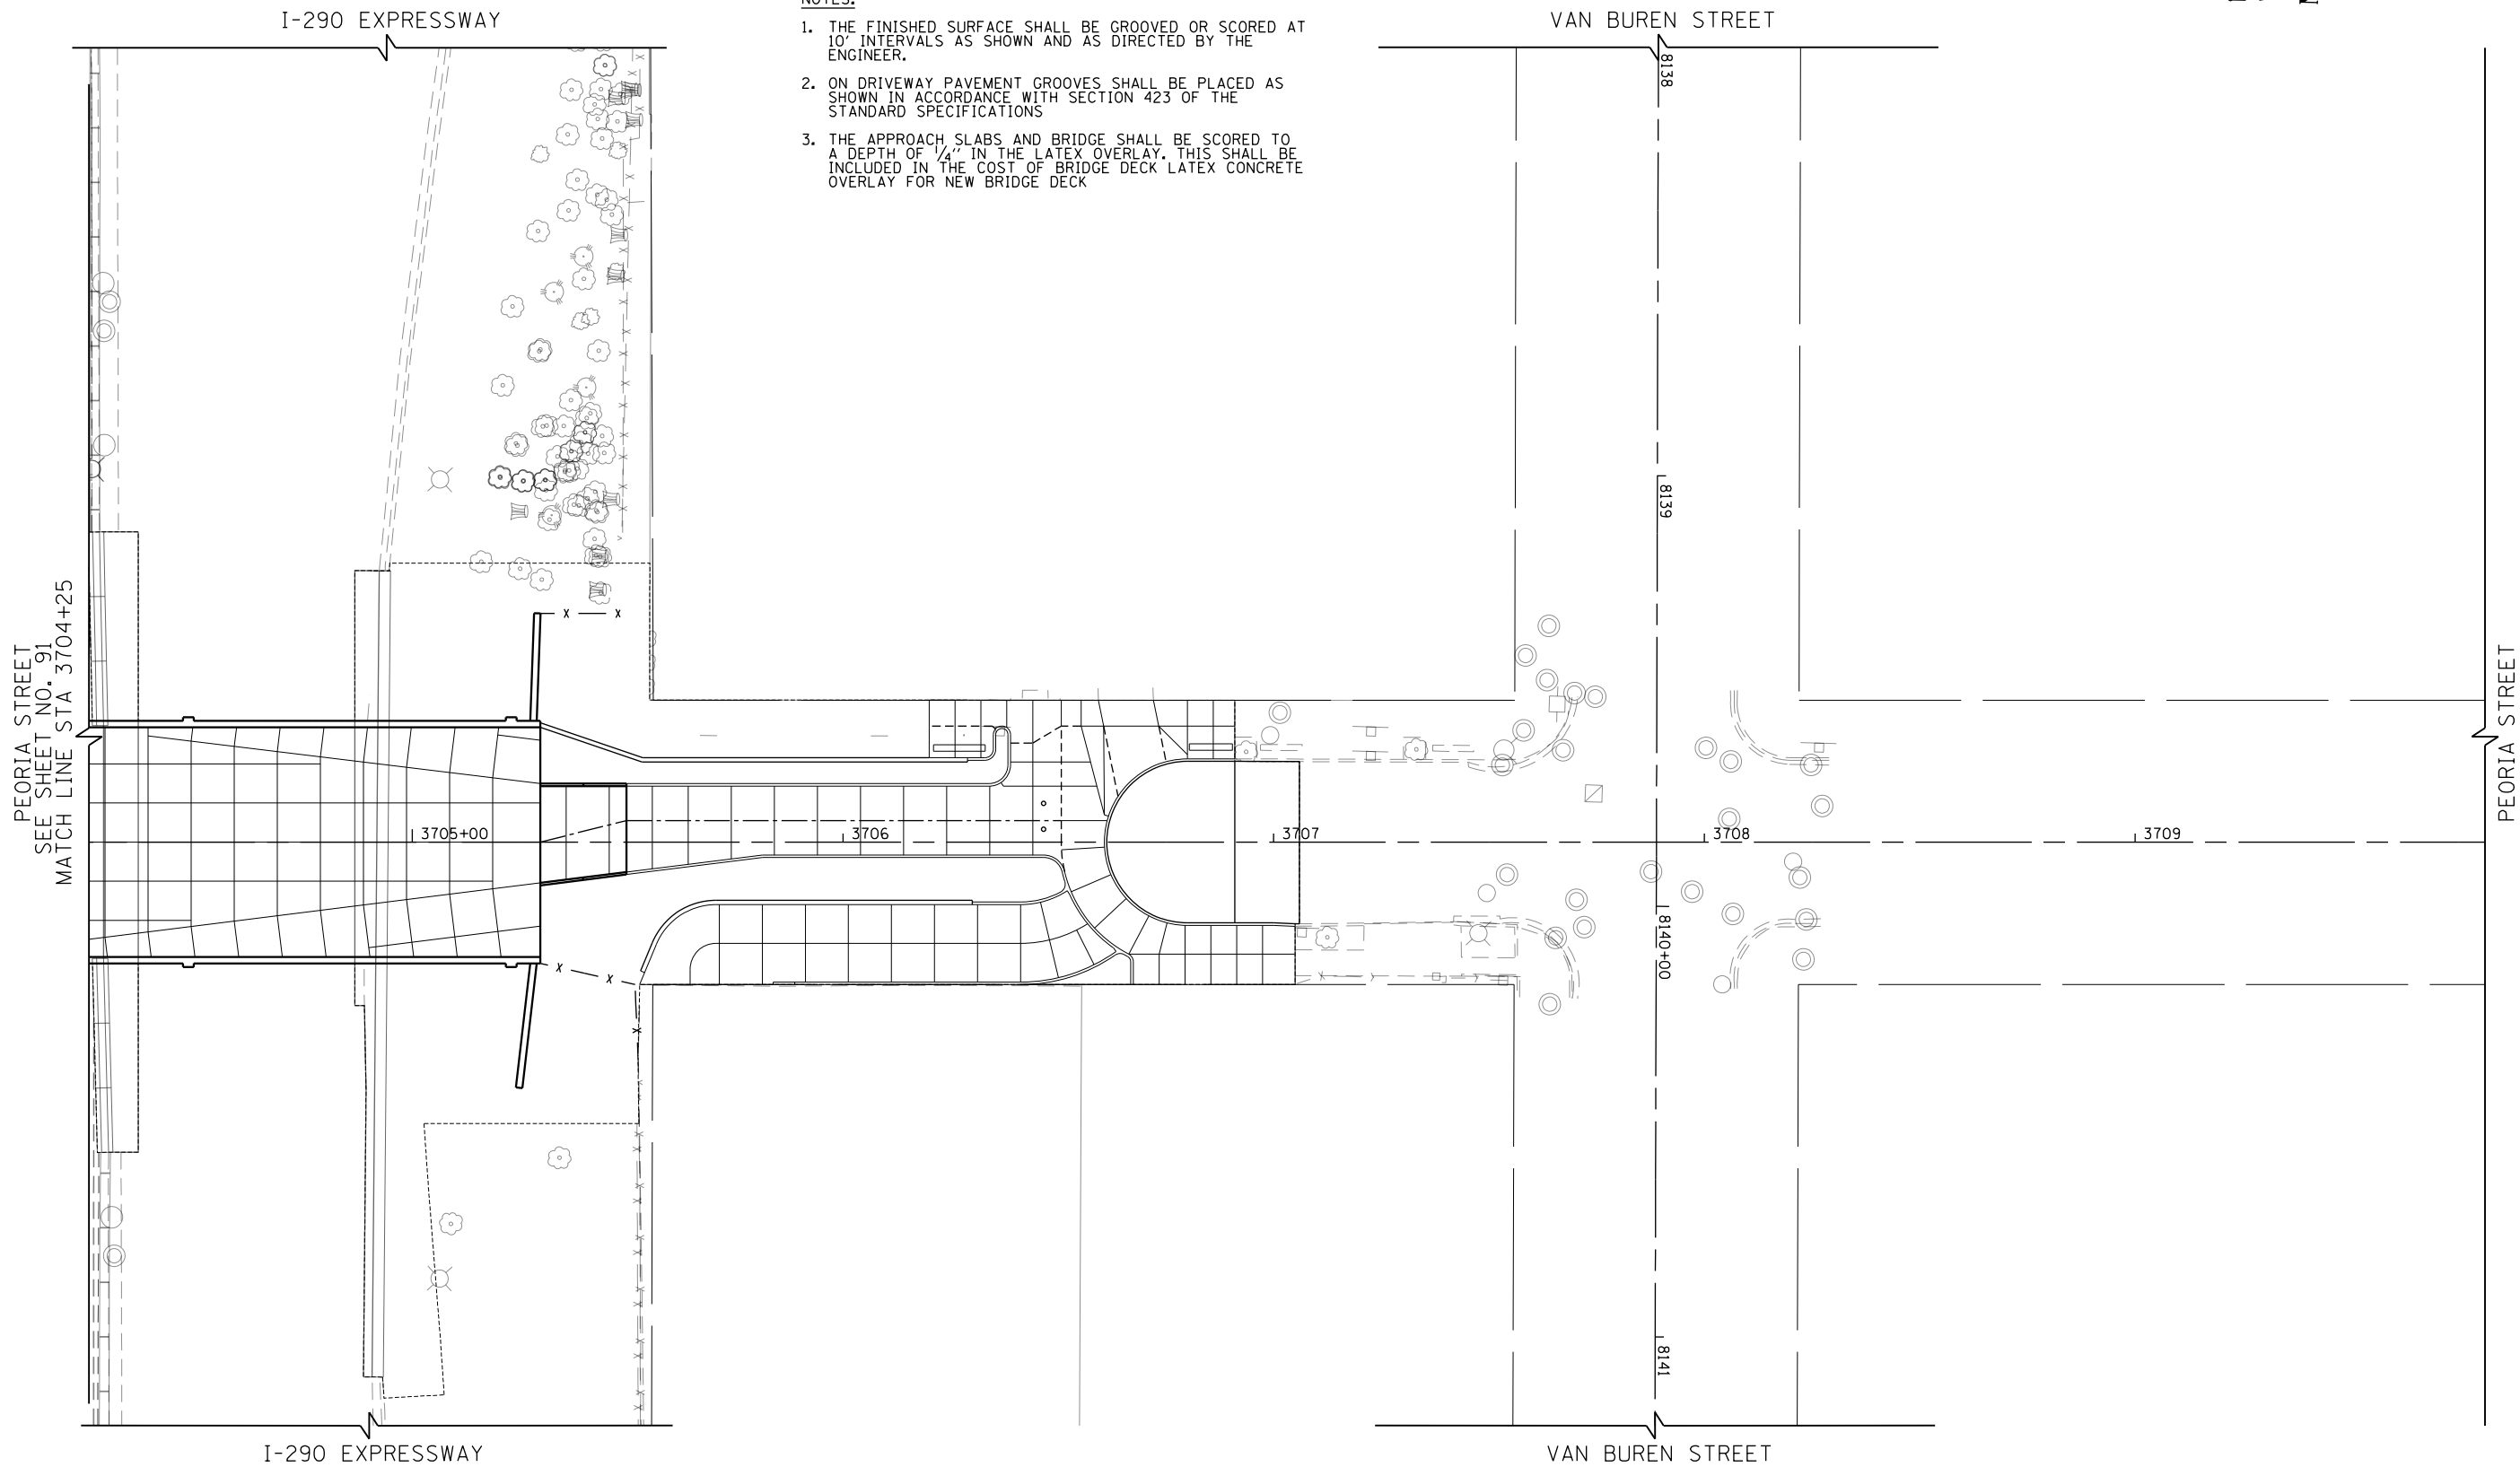 I-290 EXPRESSWAY
NOTES:
1. THE FINISHED SURFACE SHALL BE GROOVED OR SCORED AT
10' INTERVALS AS SHOWN AND AS DIRECTED BY THE
ENGINEER.
2. ON DRIVEWAY PAVEMENT GROOVES SHALL BE PLACED AS
SHOWN IN ACCORDANCE WITH SECTION 423 OF THE
STANDARD SPECIFICATIONS
3. THE APPROACH SLABS AND BRIDGE SHALL BE SCORED TO
A DEPTH OF 1/4" IN THE LATEX OVERLAY. THIS SHALL BE
INCLUDED IN THE COST OF BRIDGE DECK LATEX CONCRETE
OVERLAY FOR NEW BRIDGE DECK
VAN BUREN STREET
8138
8139
PEORIA STREET
SEE SHEET NO. 91
MATCH LINE STA 3704+25
3705+00
3706
3707
3708
3709
PEORIA STREET
8140+00
8141
I-290 EXPRESSWAY
VAN BUREN STREET